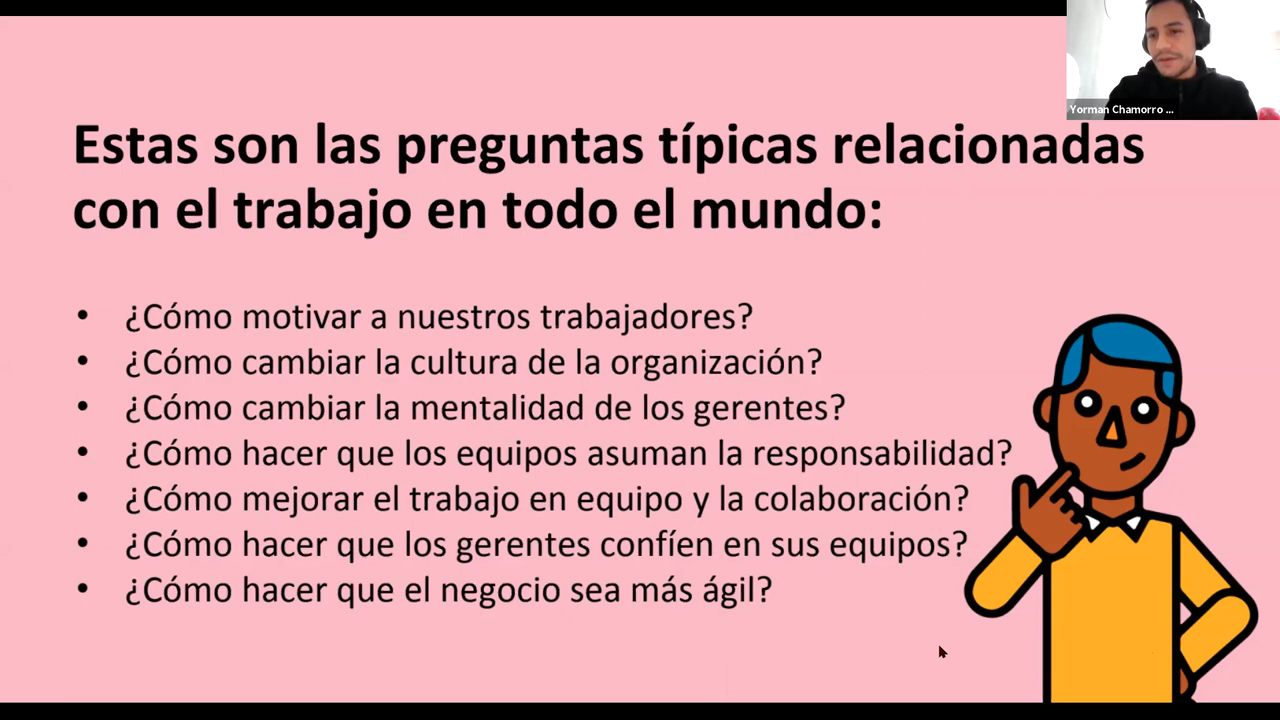 Yorman Chamorro ...
Estas son las preguntas típicas relacionadas
con el trabajo en todo el mundo:
• ¿Cómo motivar a nuestros trabajadores?
• ¿Cómo cambiar la cultura de la organización?
• ¿Cómo cambiar la mentalidad de los gerentes?
• ¿Cómo hacer que los equipos asuman la responsabilidad?
• ¿Cómo mejorar el trabajo en equipo y la colaboración?
• ¿Cómo hacer que los gerentes confíen en sus equipos?
• ¿Cómo hacer que el negocio sea más ágil?